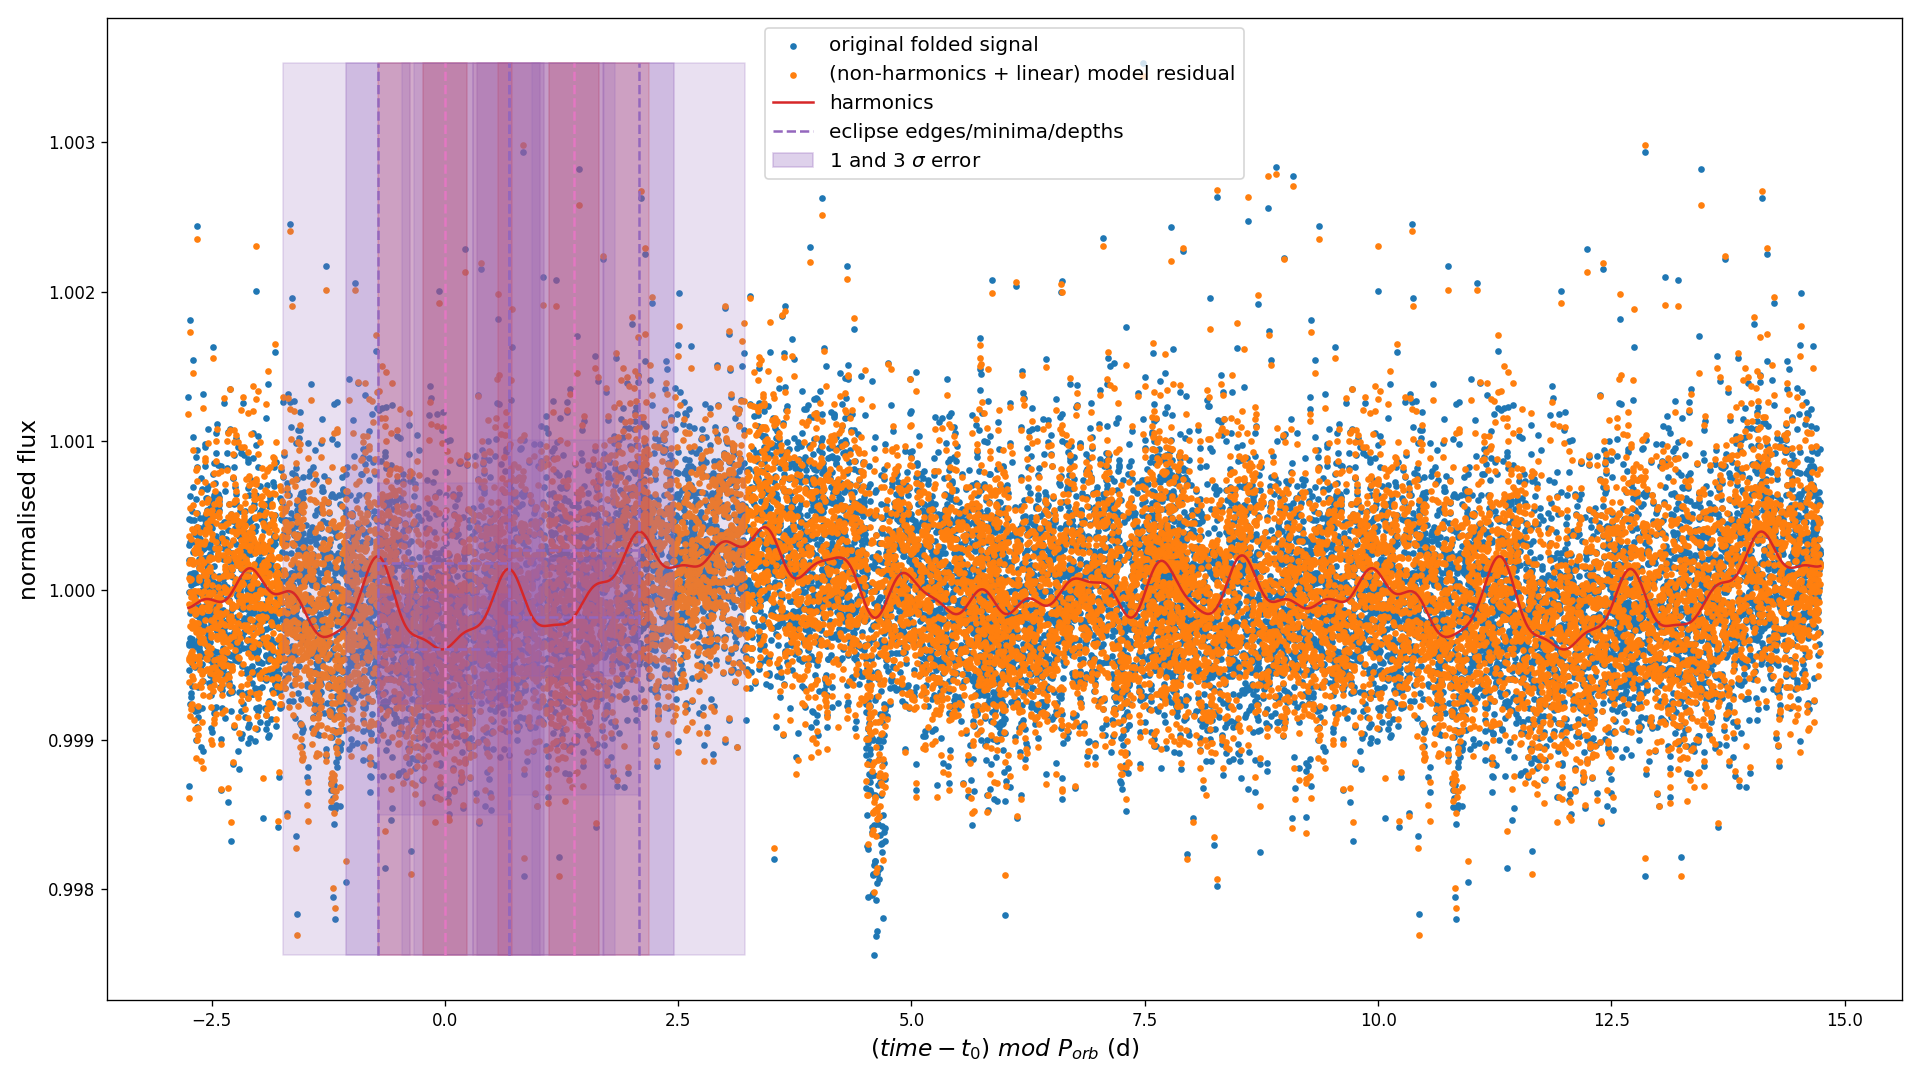 original folded signal
(non-harmonics + linear) model residual
harmonics
eclipse edges/minima/depths
1 and 3 σ error
normalised flux
1.003
1.002
1.001
1.000
0.999
0.998
−2.5 0.0 2.5 5.0 7.5 10.0 12.5 15.0
(time − t₀) mod Pₒᵣb (d)